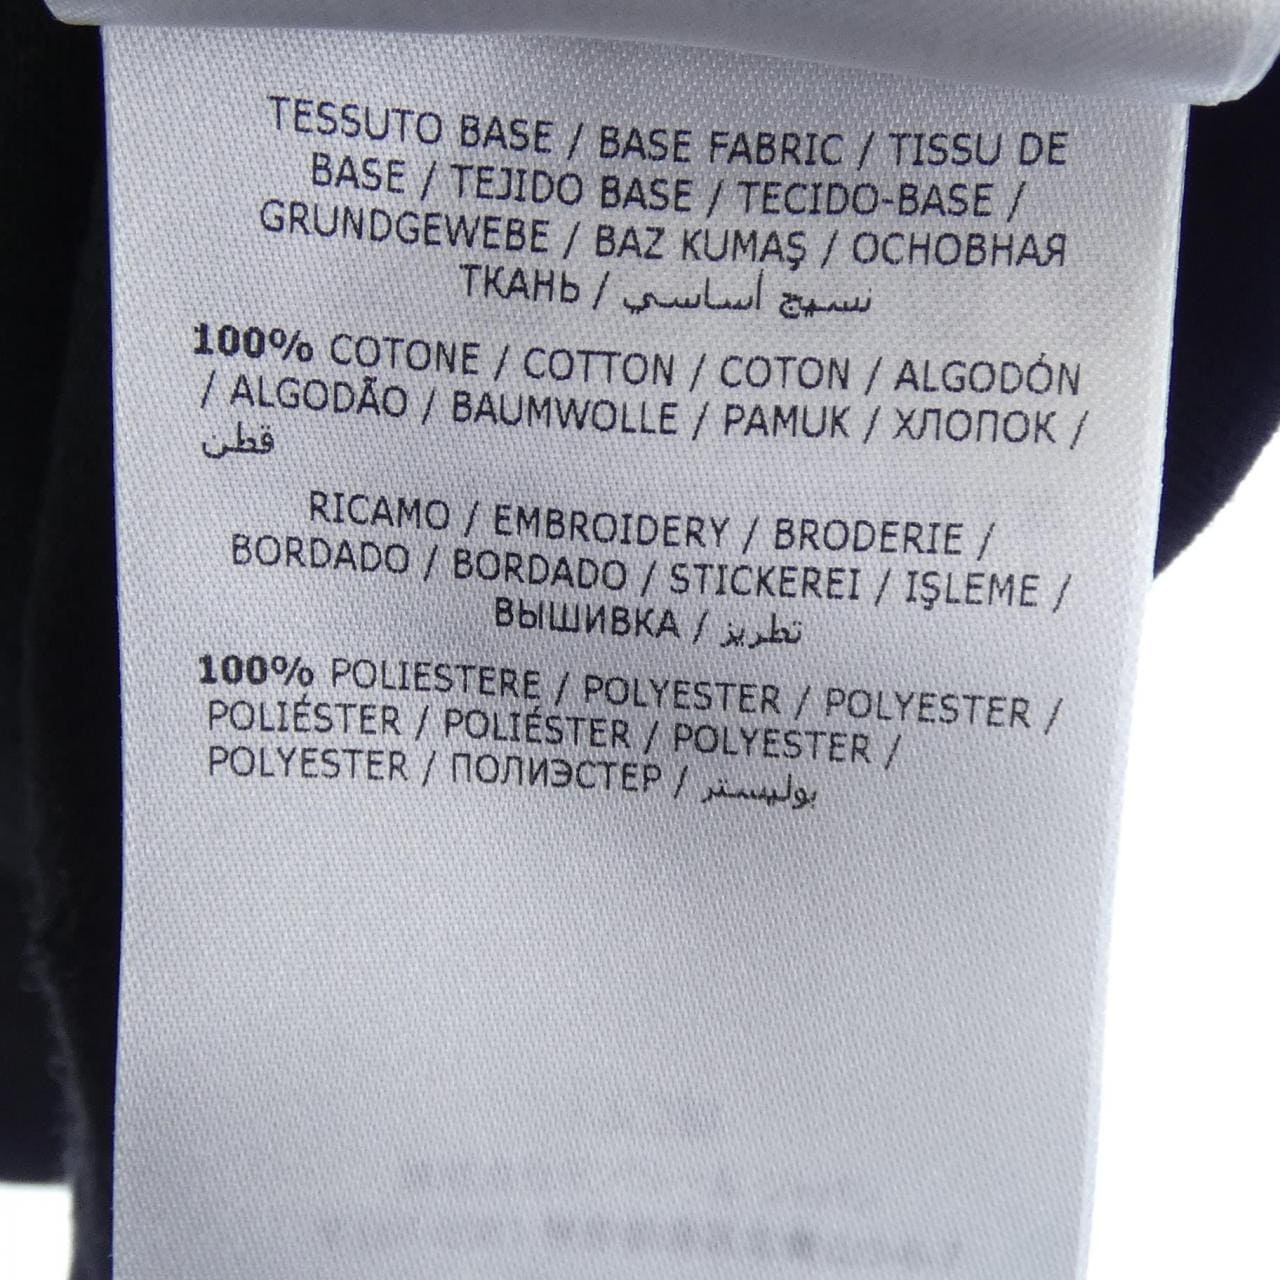 TESSUTO BASE / BASE FABRIC / TISSU DE
BASE / TEJIDO BASE / TECIDO-BASE /
GRUNDGEWEBE / BAZ KUMAŞ / ОСНОВНАЯ
ТКАНЬ / نسيج أساسي
100% COTONE / COTTON / COTON / ALGODÓN
/ ALGODÃO / BAUMWOLLE / PAMUK / ХЛОПОК /
قطن
RICAMO / EMBROIDERY / BRODERIE /
BORDADO / BORDADO / STICKEREI / IŞLEME /
ВЫШИВКА / تطريز
100% POLIESTERE / POLYESTER / POLYESTER /
POLIÉSTER / POLIÉSTER / POLYESTER /
POLYESTER / ПОЛИЭСТЕР / بوليستر